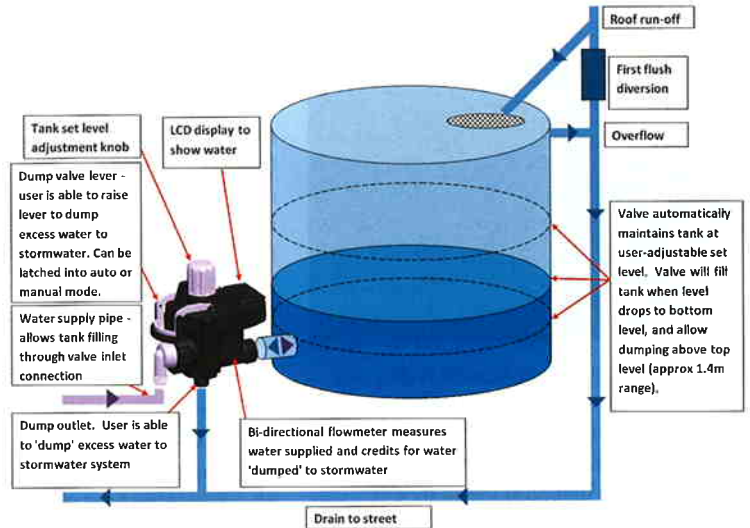 Roof run-off
First flush
diversion
Overflow
Tank set level
adjustment knob
LCD display to
show water
Dump valve lever -
user is able to raise
lever to dump
excess water to
stormwater. Can be
latched into auto or
manual mode.
Water supply pipe -
allows tank filling
through valve inlet
connection
Dump outlet. User is able
to 'dump' excess water to
stormwater system
Bi-directional flowmeter measures
water supplied and credits for water
'dumped' to stormwater
Valve automatically
maintains tank at
user-adjustable set
level. Valve will fill
tank when level
drops to bottom
level, and allow
dumping above top
level (approx 1.4m
range).
Drain to street